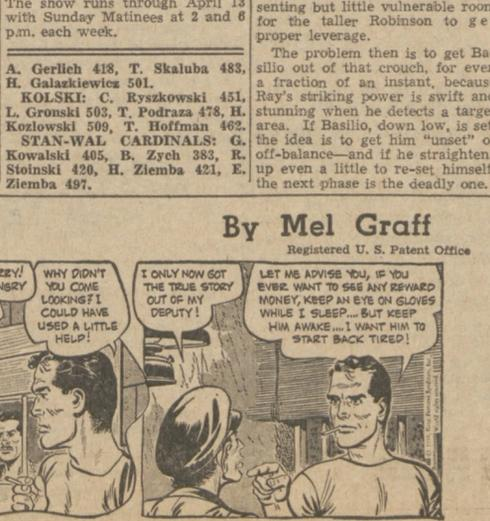 The show runs through April 13
with Sunday Matinees at 2 and 6
p.m. each week.
A. Gerlich 418, T. Skaluba 483,
H. Galazkiewicz 501.
KOLSKI: C. Ryszkowski 451,
L. Gronski 503, T. Podraza 478, H.
Kozlowski 509, T. Hoffman 462.
STAN-WAL CARDINALS: G.
Kowalski 405, B. Zych 383, R.
Stoinski 420, H. Ziemba 421, E.
Ziemba 497.
senting but little vulnerable room
for the taller Robinson to ge
proper leverage.
The problem then is to get Ba-
silio out of that crouch, for even
a fraction of an instant, becaus
Ray's striking power is swift and
stunning when he detects a targe
area. If Basilio, down low, is set
the idea is to get him "unset" o
off-balance—and if he straighten
up even a little to re-set himself
the next phase is the deadly one.
By Mel Graff
Registered U. S. Patent Office
WHY DIDN'T
YOU COME
LOOKING? I
COULD HAVE
USED A LITTLE
HELP!
I ONLY NOW GOT
THE TRUE STORY
OUT OF MY
DEPUTY!
LET ME ADVISE YOU, IF YOU
EVER WANT TO SEE ANY REWARD
MONEY, KEEP AN EYE ON GLOVES
WHILE I SLEEP.... BUT KEEP
HIM AWAKE.... I WANT HIM TO
START BACK TIRED!